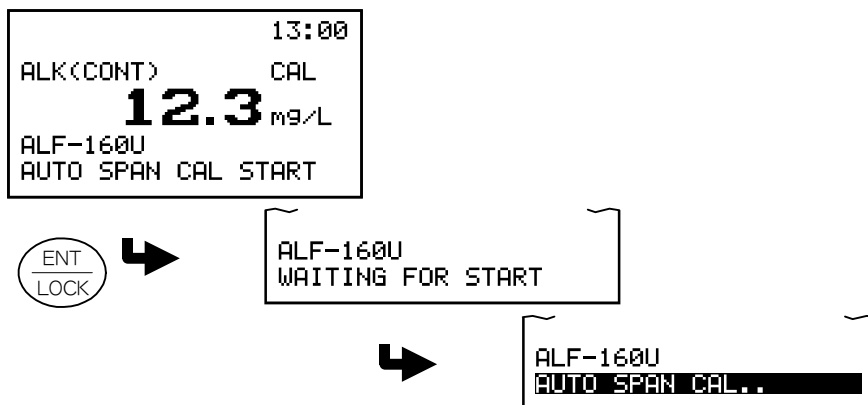 13:00
ALK(CONT) CAL
12.3 mg/L
ALF-160U
AUTO SPAN CAL START
ENT
LOCK
ALF-160U
WAITING FOR START
ALF-160U
AUTO SPAN CAL..